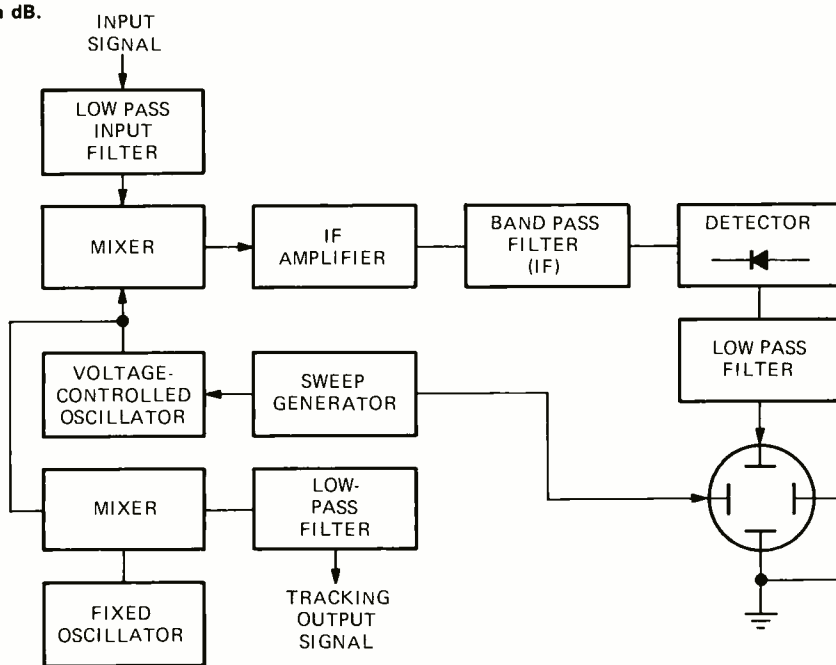 n dB.
INPUT
SIGNAL
LOW PASS
INPUT
FILTER
MIXER
IF
AMPLIFIER
BAND PASS
FILTER
(IF)
DETECTOR
LOW PASS
FILTER
VOLTAGE-
CONTROLLED
OSCILLATOR
SWEEP
GENERATOR
MIXER
LOW-
PASS
FILTER
FIXED
OSCILLATOR
TRACKING
OUTPUT
SIGNAL